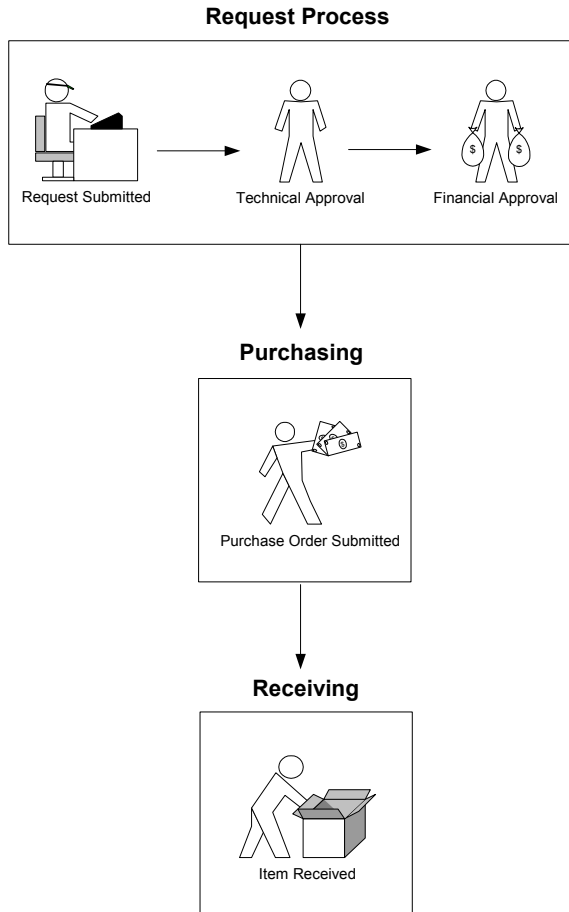 Request Process
Request Submitted
Technical Approval
$
$
Financial Approval
Purchasing
Purchase Order Submitted
Receiving
Item Received